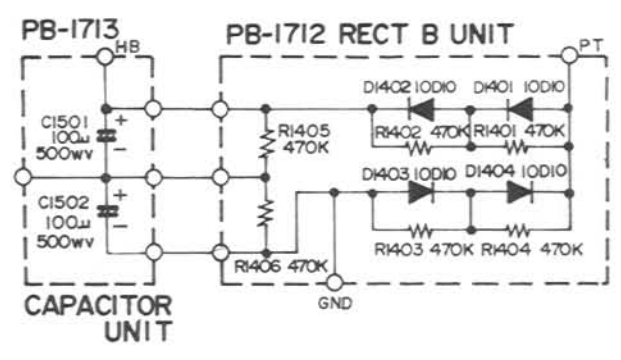 PB-1713
HB
C1501
100μ
500WV
C1502
100μ
500WV
CAPACITOR
UNIT
PB-1712 RECT B UNIT
PT
D1402 10D10 D1401 10D10
R1402 470K R1401 470K
R1405
470K
D1403 10D10 D1404 10D10
R1403 470K R1404 470K
R1406 470K
GND
+
−
+
−